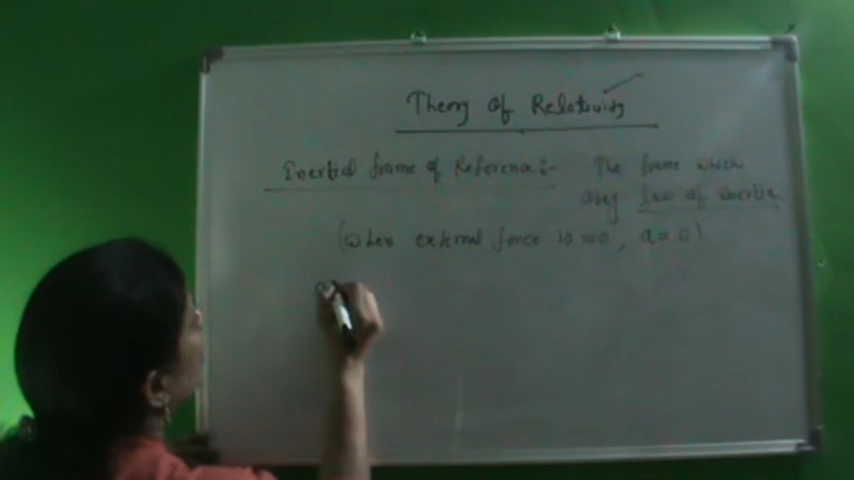 Theory of Relativity
Inertial frame of Reference:- The frame which
obey law of inertia
(When external force is = 0, a = 0)